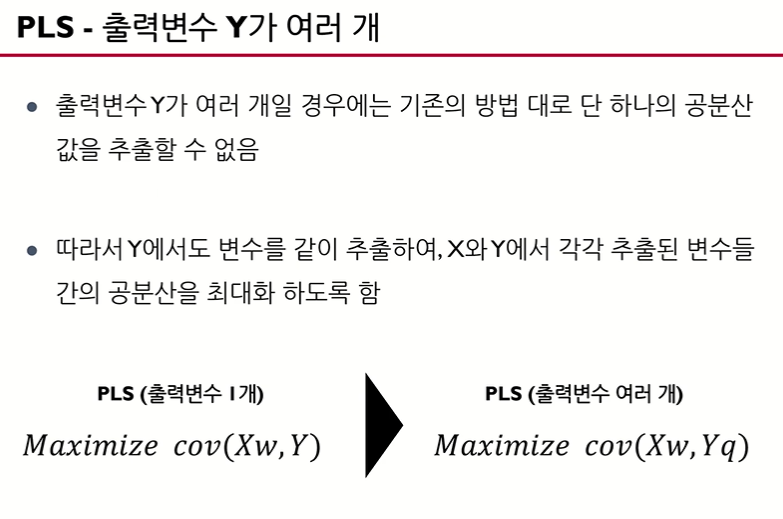 PLS - 출력변수 Y가 여러 개
• 출력변수 Y가 여러 개일 경우에는 기존의 방법 대로 단 하나의 공분산
값을 추출할 수 없음
• 따라서 Y에서도 변수를 같이 추출하여, X와 Y에서 각각 추출된 변수들
간의 공분산을 최대화 하도록 함
PLS (출력변수 1개)
Maximize cov(Xw, Y)
PLS (출력변수 여러 개)
Maximize cov(Xw, Yq)